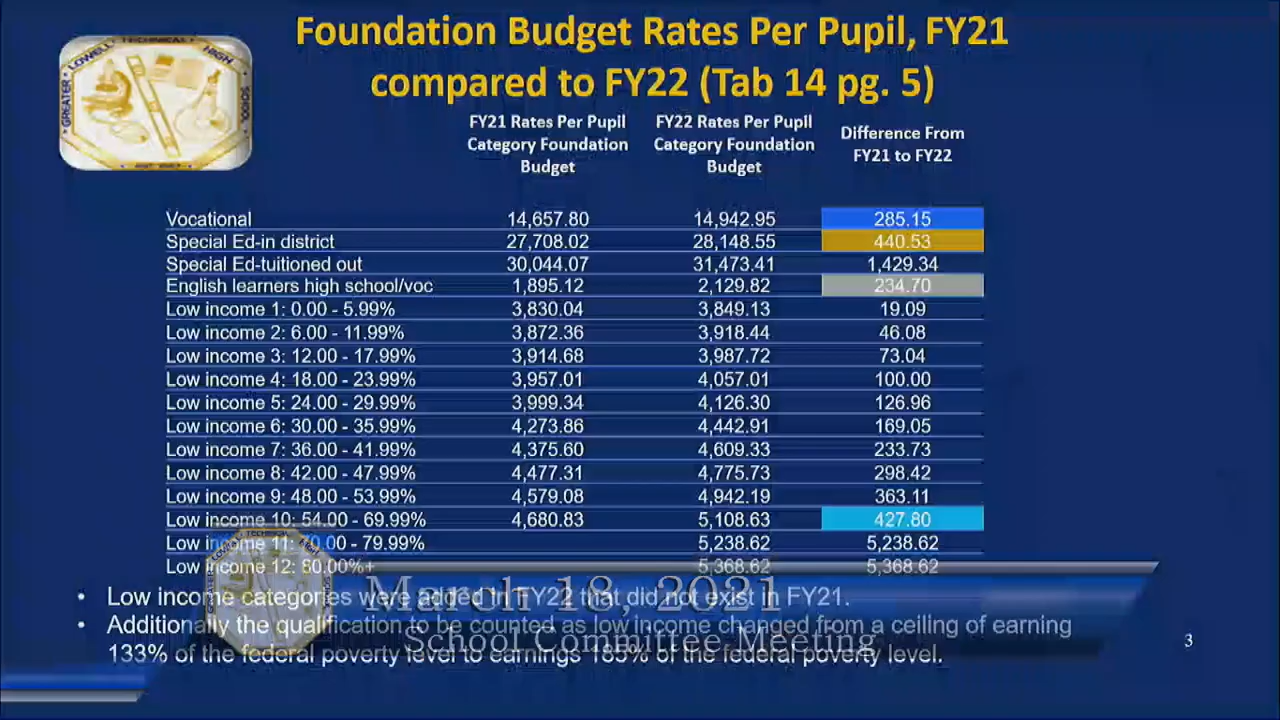 Foundation Budget Rates Per Pupil, FY21
compared to FY22 (Tab 14 pg. 5)
GREATER LOWELL TECHNICAL HIGH SCHOOL
FY21 Rates Per Pupil Category Foundation Budget FY22 Rates Per Pupil Category Foundation Budget Difference From FY21 to FY22
Vocational 14,657.80 14,942.95 285.15
Special Ed-in district 27,708.02 28,148.55 440.53
Special Ed-tuitioned out 30,044.07 31,473.41 1,429.34
English learners high school/voc 1,895.12 2,129.82 234.70
Low income 1: 0.00 - 5.99% 3,830.04 3,849.13 19.09
Low income 2: 6.00 - 11.99% 3,872.36 3,918.44 46.08
Low income 3: 12.00 - 17.99% 3,914.68 3,987.72 73.04
Low income 4: 18.00 - 23.99% 3,957.01 4,057.01 100.00
Low income 5: 24.00 - 29.99% 3,999.34 4,126.30 126.96
Low income 6: 30.00 - 35.99% 4,273.86 4,442.91 169.05
Low income 7: 36.00 - 41.99% 4,375.60 4,609.33 233.73
Low income 8: 42.00 - 47.99% 4,477.31 4,775.73 298.42
Low income 9: 48.00 - 53.99% 4,579.08 4,942.19 363.11
Low income 10: 54.00 - 69.99% 4,680.83 5,108.63 427.80
Low income 11: 70.00 - 79.99% 5,238.62 5,238.62
Low income 12: 80.00%+ 5,368.62 5,368.62
• Low income categories were added in FY22 that did not exist in FY21.
• Additionally the qualification to be counted as low income changed from a ceiling of earning
133% of the federal poverty level to earnings 185% of the federal poverty level.
March 18, 2021
School Committee Meeting
3